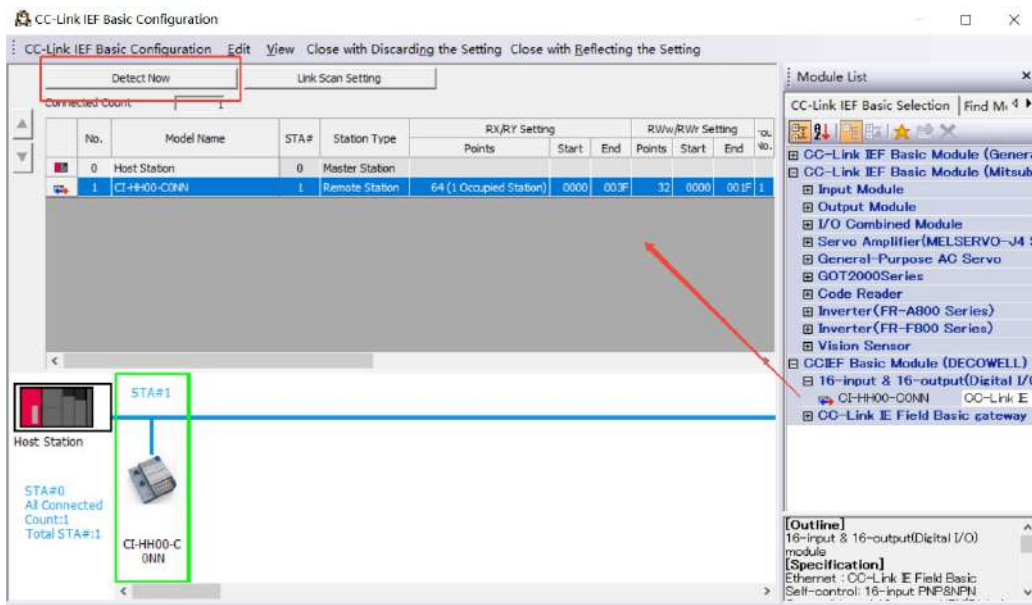 CC-Link IEF Basic Configuration
CC-Link IEF Basic Configuration Edit View Close with Discarding the Setting Close with Reflecting the Setting
Detect Now Link Scan Setting
Connected Count 1
No. Model Name STA# Station Type RX/RY Setting RWw/RWr Setting
Points Start End Points Start End
0 Host Station 0 Master Station
1 CI-HH00-CONN 1 Remote Station 64 (1 Occupied Station) 0000 003F 32 0000 001F 1
STA#1
Host Station
STA#0
All Connected
Count:1
Total STA#:1
CI-HH00-C
ONN
Module List
CC-Link IEF Basic Selection Find
CC-Link IEF Basic Module (Genera
CC-Link IEF Basic Module (Mitsub
Input Module
Output Module
I/O Combined Module
Servo Amplifier(MELSERVO-J4
General-Purpose AC Servo
GOT2000Series
Code Reader
Inverter(FR-A800 Series)
Inverter(FR-F800 Series)
Vision Sensor
CCIEF Basic Module (DECOWELL)
16-input & 16-output(Digital I/O
CI-HH00-CONN CC-Link IE
CC-Link IE Field Basic gateway
[Outline]
16-input & 16-output(Digital I/O)
module
[Specification]
Ethernet : CC-Link IE Field Basic
Self-control: 16-input PNP&NPN